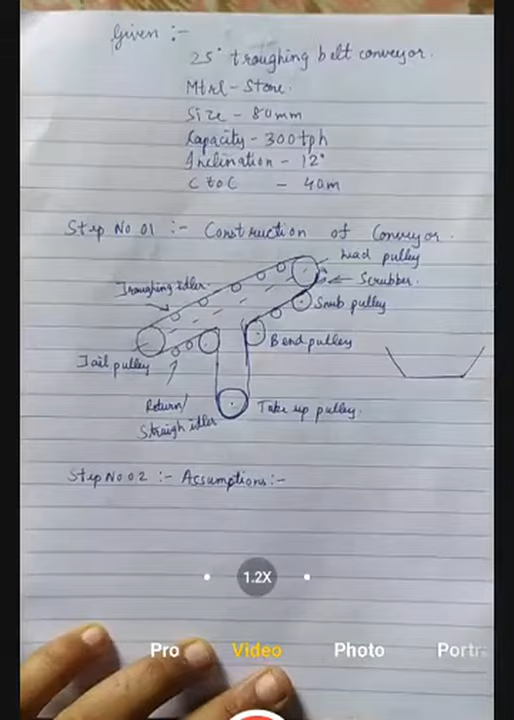 Given :-
25° troughing belt conveyor.
Mtrl - Stone.
Size - 80mm
Capacity - 300tph
Inclination - 12°
C to C - 40m
Step No 01 :- Construction of Conveyor.
Head pulley
Troughing idler
Scrubber.
Snub pulley
Bend pulley
Tail pulley
Return/
Straigh idler
Take up pulley.
Step No 02 :- Assumptions:-
1.2X
Pro Video Photo Portr